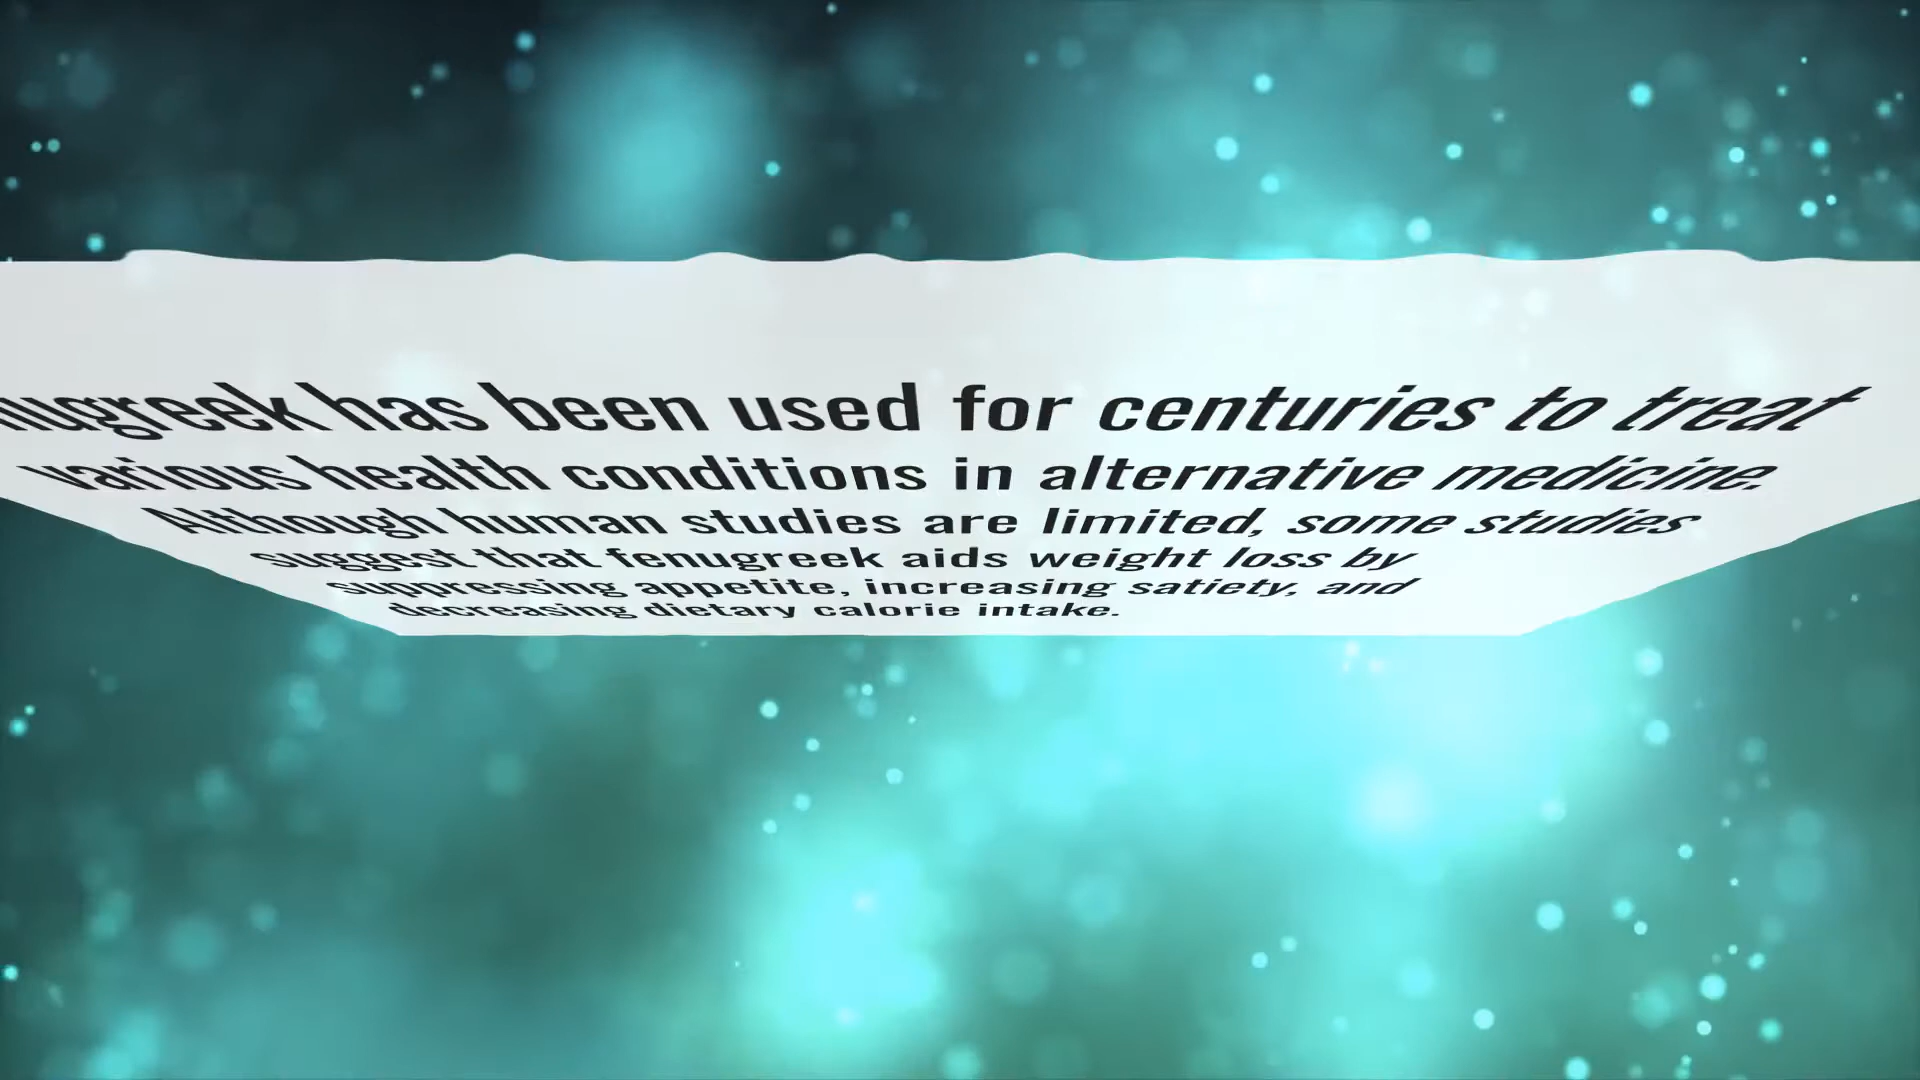 nugreek has been used for centuries to treat
various health conditions in alternative medicine.
Although human studies are limited, some studies
suggest that fenugreek aids weight loss by
suppressing appetite, increasing satiety, and
decreasing dietary calorie intake.